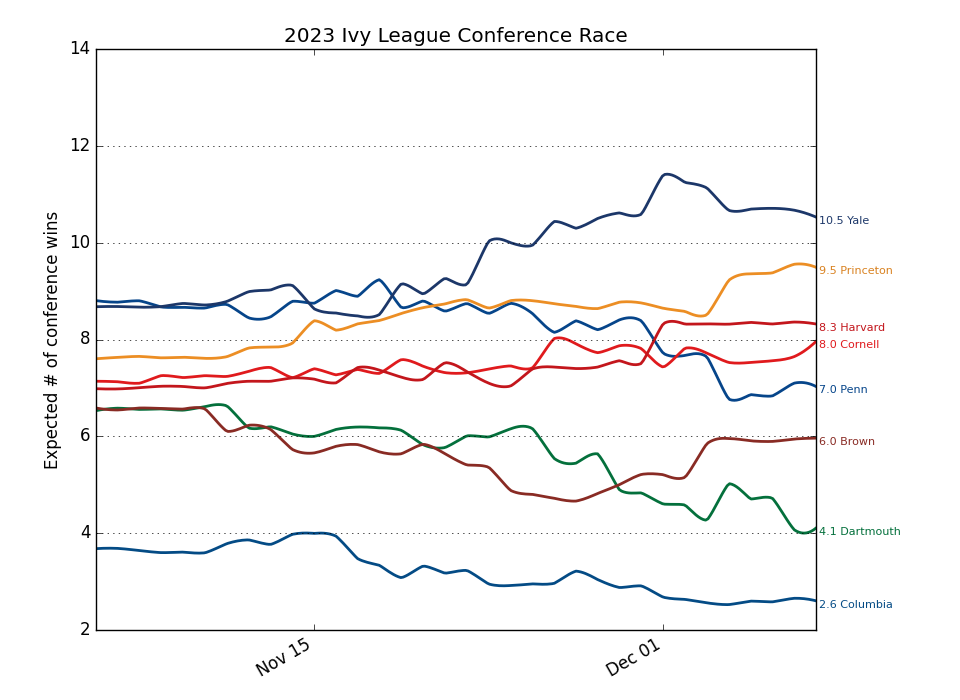 2023 Ivy League Conference Race
Expected # of conference wins
14
12
10
8
6
4
2
10.5 Yale
9.5 Princeton
8.3 Harvard
8.0 Cornell
7.0 Penn
6.0 Brown
4.1 Dartmouth
2.6 Columbia
Nov 15
Dec 01